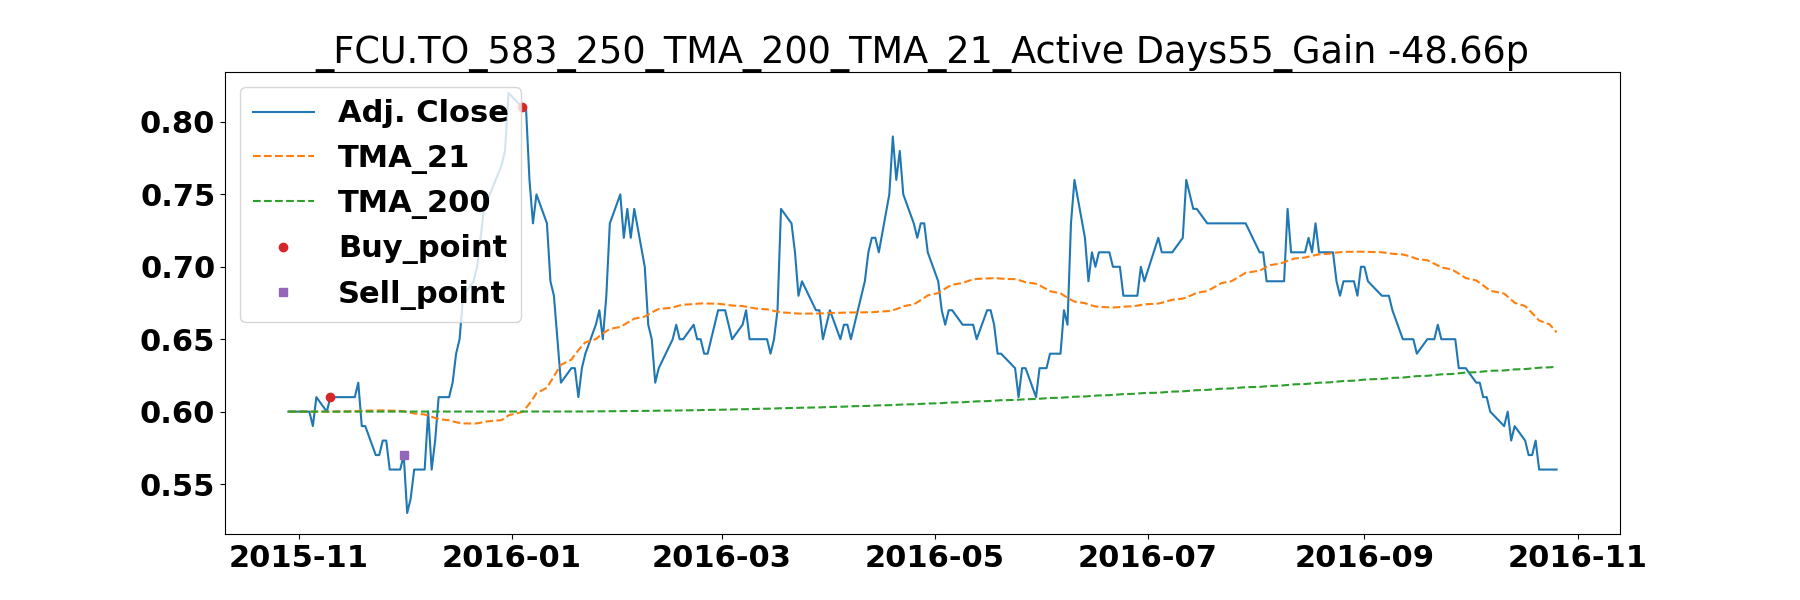 _FCU.TO_583_250_TMA_200_TMA_21_Active Days55_Gain -48.66p
Adj. Close
TMA_21
TMA_200
Buy_point
Sell_point
0.80
0.75
0.70
0.65
0.60
0.55
2015-11 2016-01 2016-03 2016-05 2016-07 2016-09 2016-11